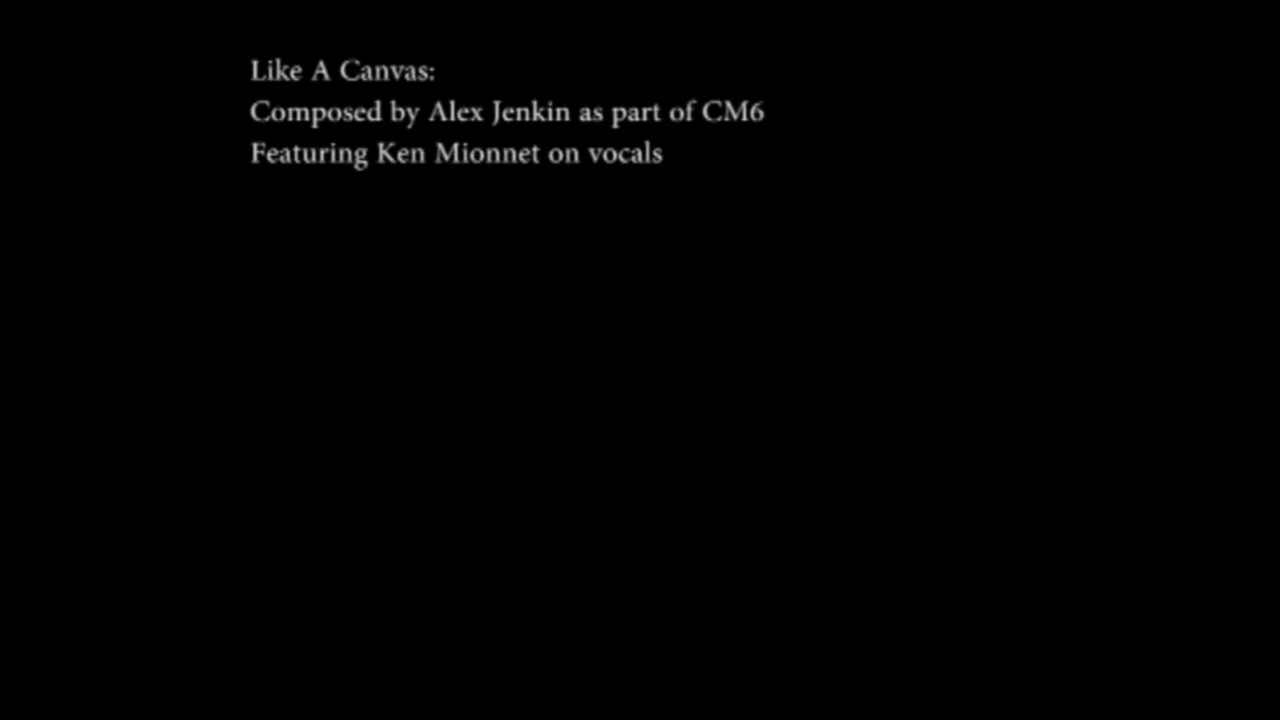 Like A Canvas:
Composed by Alex Jenkin as part of CM6
Featuring Ken Mionnet on vocals